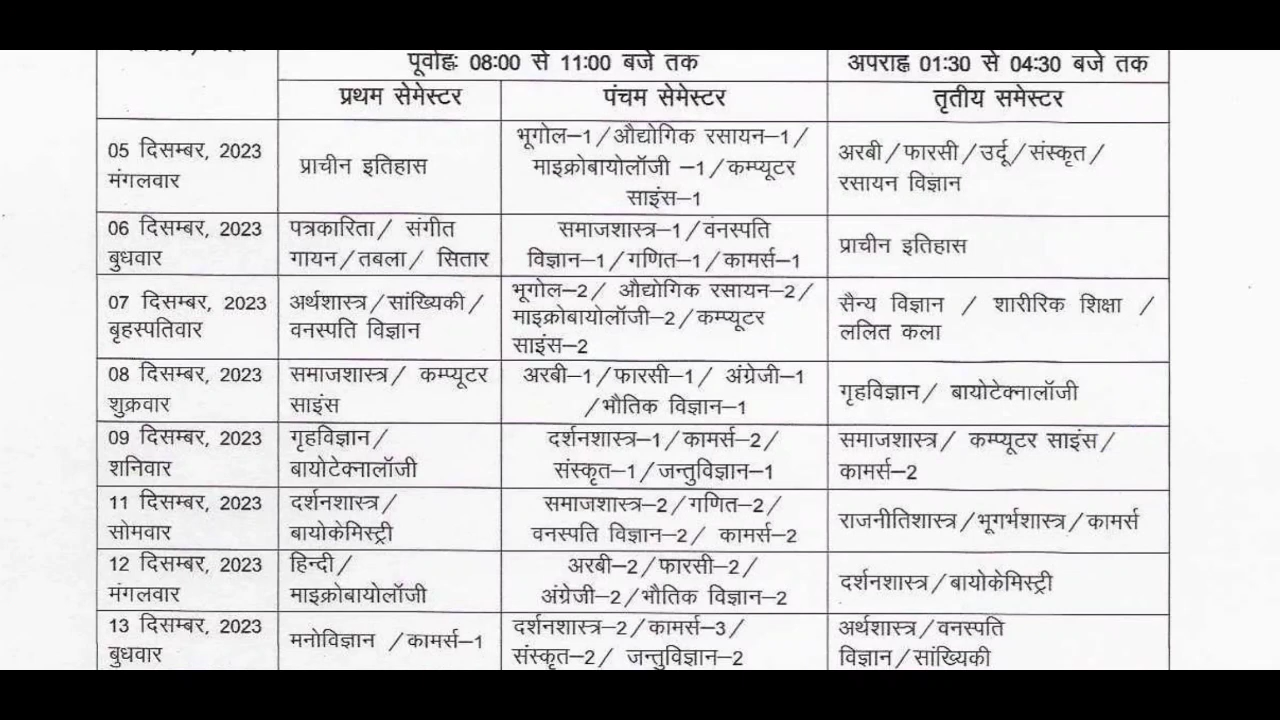 पूर्वाह्नः 08:00 से 11:00 बजे तक
अपराह्न 01:30 से 04:30 बजे तक
प्रथम सेमेस्टर
पंचम सेमेस्टर
तृतीय समेस्टर
05 दिसम्बर, 2023
मंगलवार
प्राचीन इतिहास
भूगोल–1/औद्योगिक रसायन–1/
माइक्रोबायोलॉजी –1/कम्प्यूटर
साइंस–1
अरबी/फारसी/उर्दू/संस्कृत/
रसायन विज्ञान
06 दिसम्बर, 2023
बुधवार
पत्रकारिता/ संगीत
गायन/तबला/ सितार
समाजशास्त्र–1/वनस्पति
विज्ञान–1/गणित–1/कामर्स–1
प्राचीन इतिहास
07 दिसम्बर, 2023
बृहस्पतिवार
अर्थशास्त्र/सांख्यिकी/
वनस्पति विज्ञान
भूगोल–2/ औद्योगिक रसायन–2/
माइक्रोबायोलॉजी–2/कम्प्यूटर
साइंस–2
सैन्य विज्ञान / शारीरिक शिक्षा /
ललित कला
08 दिसम्बर, 2023
शुक्रवार
समाजशास्त्र/ कम्प्यूटर
साइंस
अरबी–1/फारसी–1/ अंग्रेजी–1
/भौतिक विज्ञान–1
गृहविज्ञान/ बायोटेक्नालॉजी
09 दिसम्बर, 2023
शनिवार
गृहविज्ञान/
बायोटेक्नालॉजी
दर्शनशास्त्र–1/कामर्स–2/
संस्कृत–1/जन्तुविज्ञान–1
समाजशास्त्र/ कम्प्यूटर साइंस/
कामर्स–2
11 दिसम्बर, 2023
सोमवार
दर्शनशास्त्र/
बायोकेमिस्ट्री
समाजशास्त्र–2/गणित–2/
वनस्पति विज्ञान–2/ कामर्स–2
राजनीतिशास्त्र/भूगर्भशास्त्र/कामर्स
12 दिसम्बर, 2023
मंगलवार
हिन्दी/
माइक्रोबायोलॉजी
अरबी–2/फारसी–2/
अंग्रेजी–2/भौतिक विज्ञान–2
दर्शनशास्त्र/बायोकेमिस्ट्री
13 दिसम्बर, 2023
बुधवार
मनोविज्ञान /कामर्स–1
दर्शनशास्त्र–2/कामर्स–3/
संस्कृत–2/ जन्तुविज्ञान–2
अर्थशास्त्र/वनस्पति
विज्ञान/सांख्यिकी